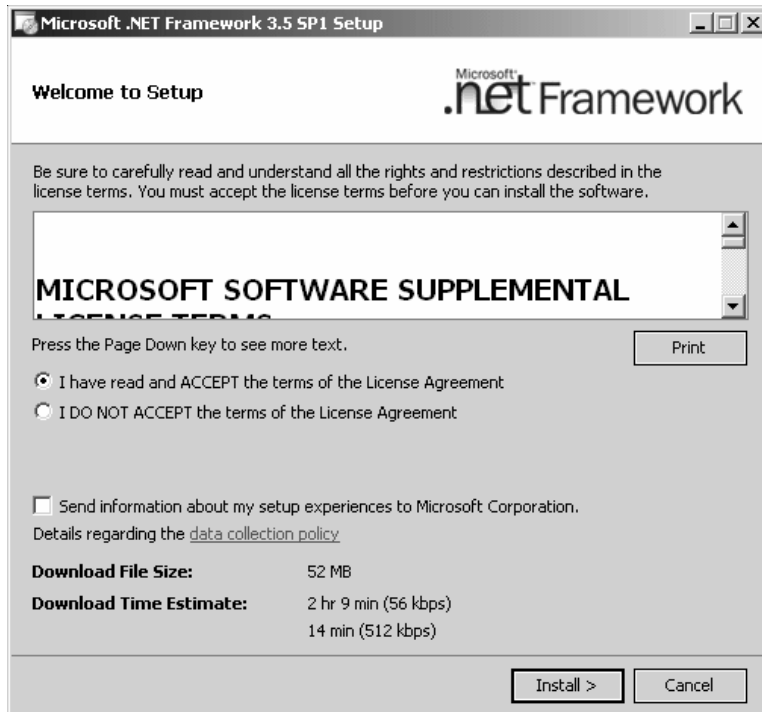 Microsoft .NET Framework 3.5 SP1 Setup
Welcome to Setup
Microsoft
.net Framework
Be sure to carefully read and understand all the rights and restrictions described in the
license terms. You must accept the license terms before you can install the software.
MICROSOFT SOFTWARE SUPPLEMENTAL
LICENSE TERMS
Press the Page Down key to see more text.
Print
I have read and ACCEPT the terms of the License Agreement
I DO NOT ACCEPT the terms of the License Agreement
Send information about my setup experiences to Microsoft Corporation.
Details regarding the data collection policy
Download File Size: 52 MB
Download Time Estimate: 2 hr 9 min (56 kbps)
14 min (512 kbps)
Install > Cancel